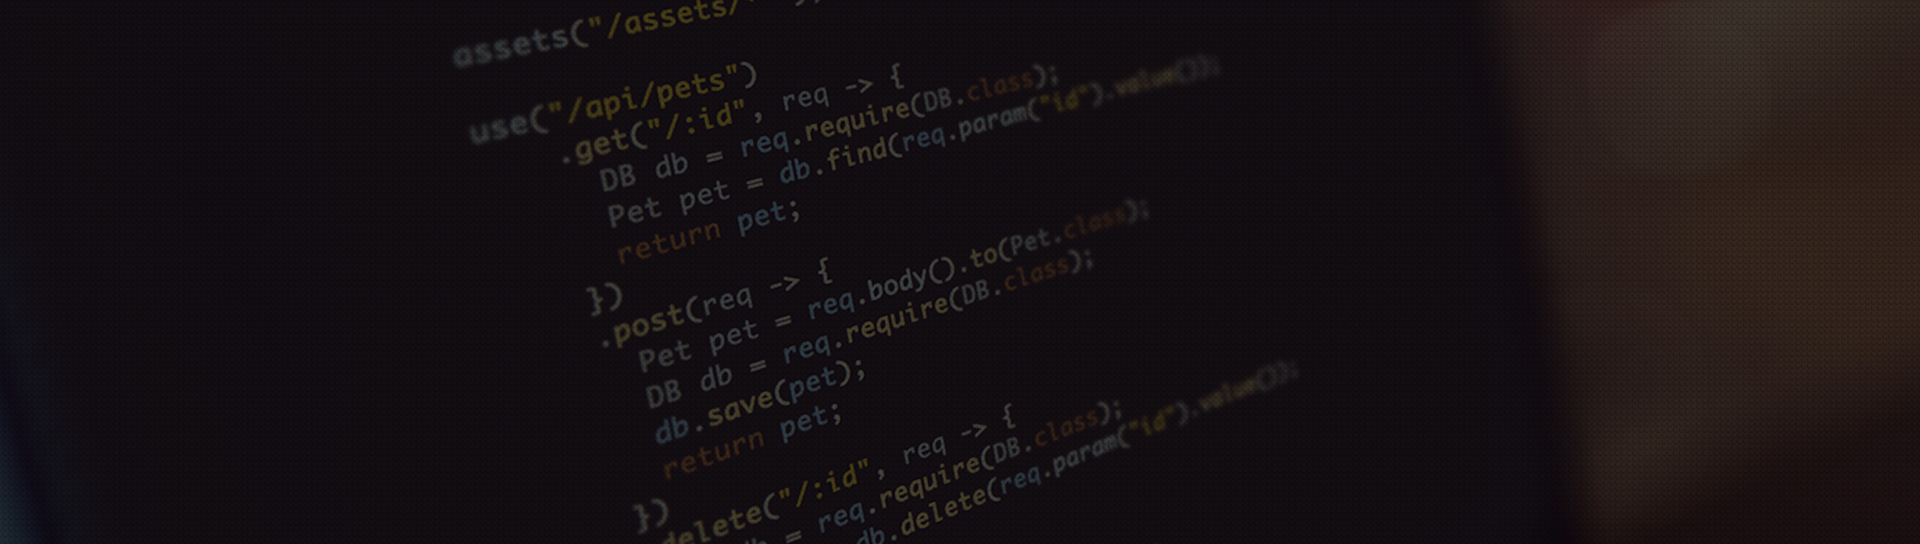 assets("/assets/
use("/api/pets")
.get("/:id", req -> {
DB db = req.require(DB.class);
Pet pet = db.find(req.param("id").value());
return pet;
})
.post(req -> {
Pet pet = req.body().to(Pet.class);
DB db = req.require(DB.class);
db.save(pet);
return pet;
})
delete("/:id", req -> {
= req.require(DB.class);
db.delete(req.param("id").value());